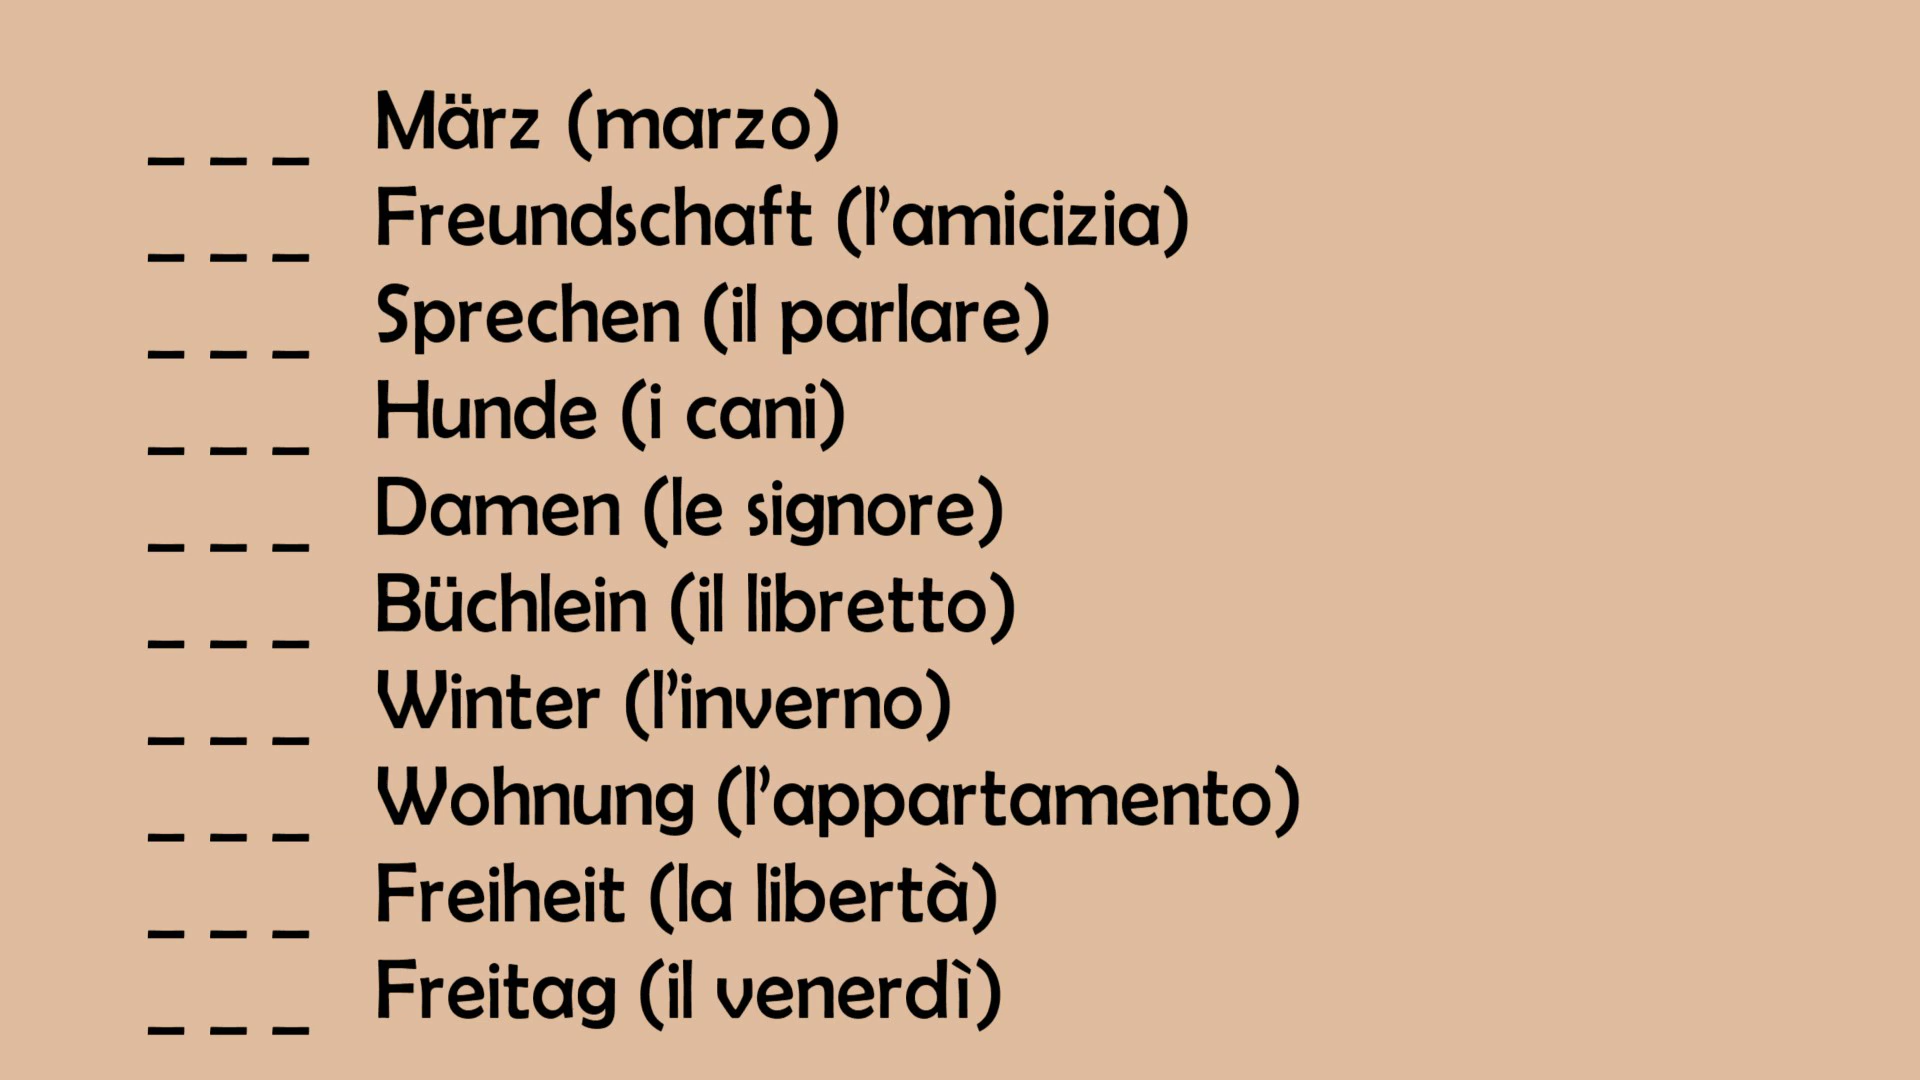 _ _ _ März (marzo)
_ _ _ Freundschaft (l’amicizia)
_ _ _ Sprechen (il parlare)
_ _ _ Hunde (i cani)
_ _ _ Damen (le signore)
_ _ _ Büchlein (il libretto)
_ _ _ Winter (l’inverno)
_ _ _ Wohnung (l’appartamento)
_ _ _ Freiheit (la libertà)
_ _ _ Freitag (il venerdì)